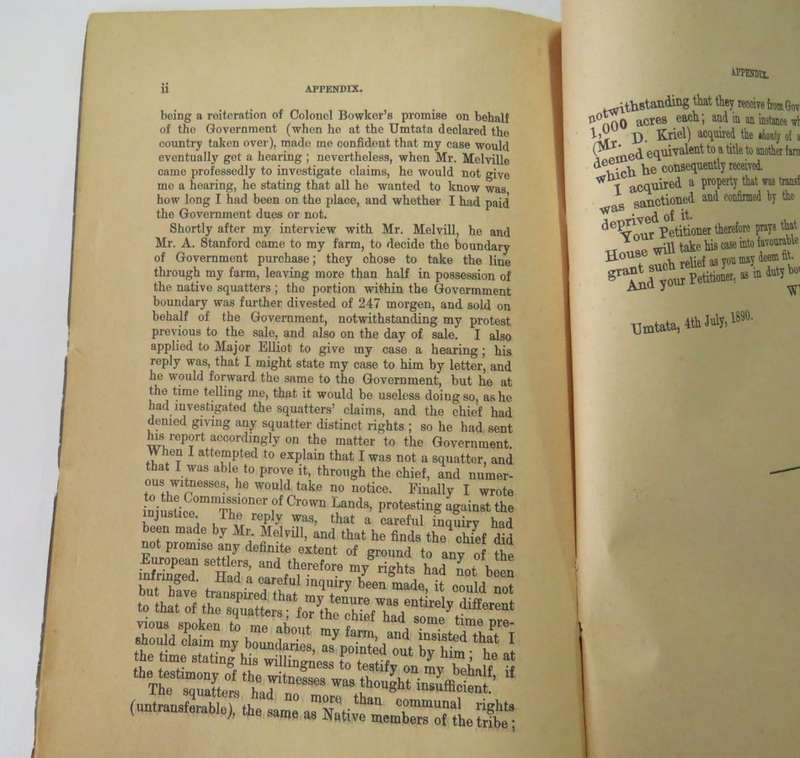 ii APPENDIX.
being a reiteration of Colonel Bowker's promise on behalf
of the Government (when he at the Umtata declared the
country taken over), made me confident that my case would
eventually get a hearing ; nevertheless, when Mr. Melville
came professedly to investigate claims, he would not give
me a hearing, he stating that all he wanted to know was,
how long I had been on the place, and whether I had paid
the Government dues or not.
Shortly after my interview with Mr. Melvill, he and
Mr. A. Stanford came to my farm, to decide the boundary
of Government purchase ; they chose to take the line
through my farm, leaving more than half in possession of
the native squatters ; the portion within the Government
boundary was further divested of 247 morgen, and sold on
behalf of the Government, notwithstanding my protest
previous to the sale, and also on the day of sale. I also
applied to Major Elliot to give my case a hearing ; his
reply was, that I might state my case to him by letter, and
he would forward the same to the Government, but he at
the time telling me, that it would be useless doing so, as he
had investigated the squatters' claims, and the chief had
denied giving any squatter distinct rights ; so he had sent
his report accordingly on the matter to the Government.
When I attempted to explain that I was not a squatter, and
that I was able to prove it, through the chief, and numer-
ous witnesses, he would take no notice. Finally I wrote
to the Commissioner of Crown Lands, protesting against the
injustice. The reply was, that a careful inquiry had
been made by Mr. Melvill, and that he finds the chief did
not promise any definite extent of ground to any of the
European settlers, and therefore my rights had not been
infringed. Had a careful inquiry been made, it could not
but have transpired that my tenure was entirely different
to that of the squatters ; for the chief had some time pre-
vious spoken to me about my farm, and insisted that I
should claim my boundaries, as pointed out by him ; he at
the time stating his willingness to testify on my behalf, if
the testimony of the witnesses was thought insufficient.
The squatters had no more than communal rights
(untransferable), the same as Native members of the tribe ;
APPENDIX.
notwithstanding that they receive from Gov
1,000 acres each ; and in an instance wh
(Mr. D. Kriel) acquired the shanty of a
deemed equivalent to a title to another farm
which he consequently received.
I acquired a property that was transf
was sanctioned and confirmed by the
deprived of it.
Your Petitioner therefore prays that
House will take his case into favourable
grant such relief as you may deem fit.
And your Petitioner, as in duty bou
W
Umtata, 4th July, 1890.